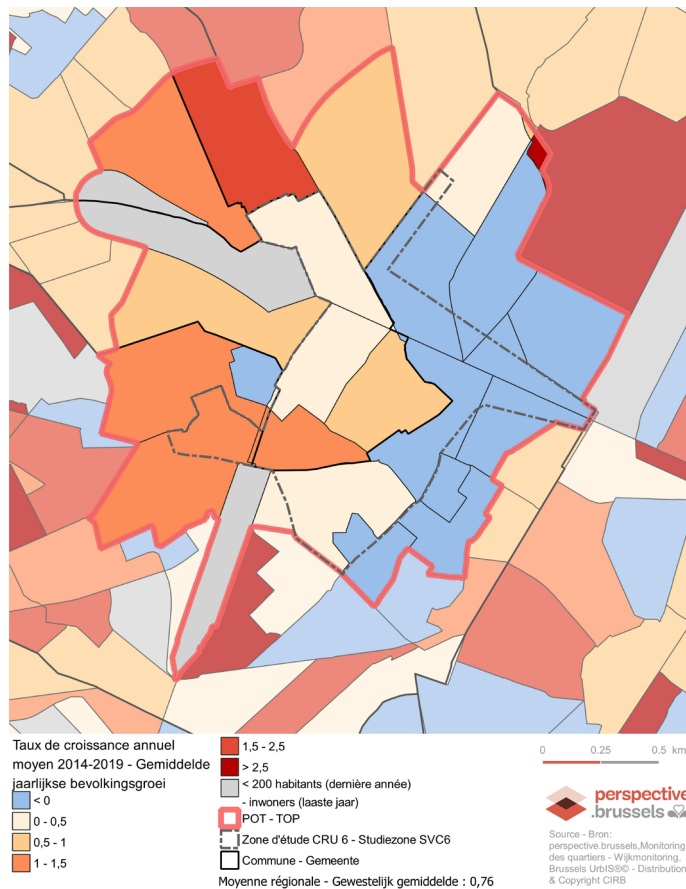 Taux de croissance annuel
moyen 2014-2019 - Gemiddelde
jaarlijkse bevolkingsgroei
< 0
0 - 0,5
0,5 - 1
1 - 1,5
1,5 - 2,5
> 2,5
< 200 habitants (dernière année)
- inwoners (laaste jaar)
POT - TOP
Zone d'étude CRU 6 - Studiezone SVC6
Commune - Gemeente
Moyenne régionale - Gewestelijk gemiddelde : 0,76
0 0.25 0.5 km
perspective
.brussels
Source - Bron:
perspective.brussels,Monitoring
des quartiers - Wijkmonitoring,
Brussels UrbIS®© - Distribution
& Copyright CIRB